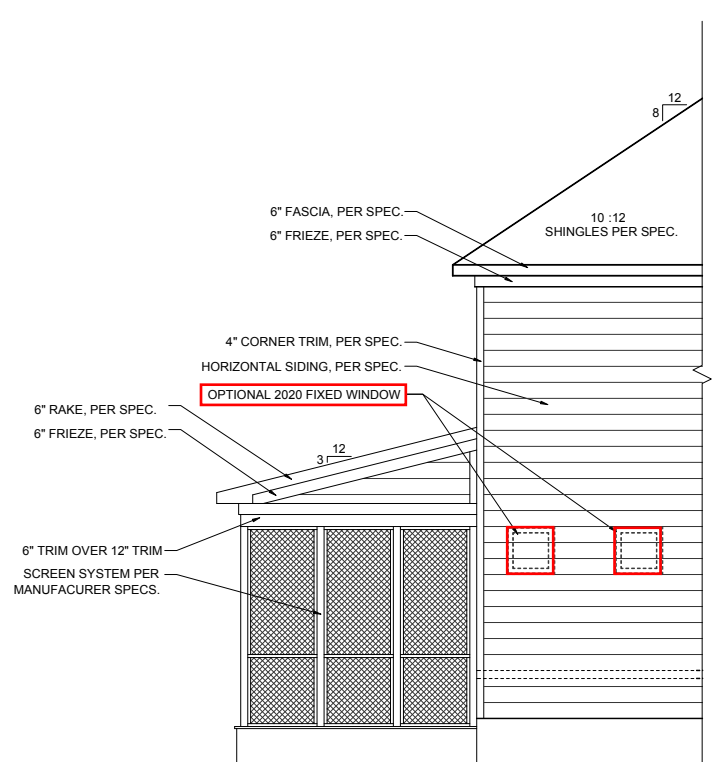 12
8
6" FASCIA, PER SPEC.
10 :12
SHINGLES PER SPEC.
6" FRIEZE, PER SPEC.
4" CORNER TRIM, PER SPEC.
HORIZONTAL SIDING, PER SPEC.
OPTIONAL 2020 FIXED WINDOW
6" RAKE, PER SPEC.
6" FRIEZE, PER SPEC.
12
3
6" TRIM OVER 12" TRIM
SCREEN SYSTEM PER
MANUFACURER SPECS.